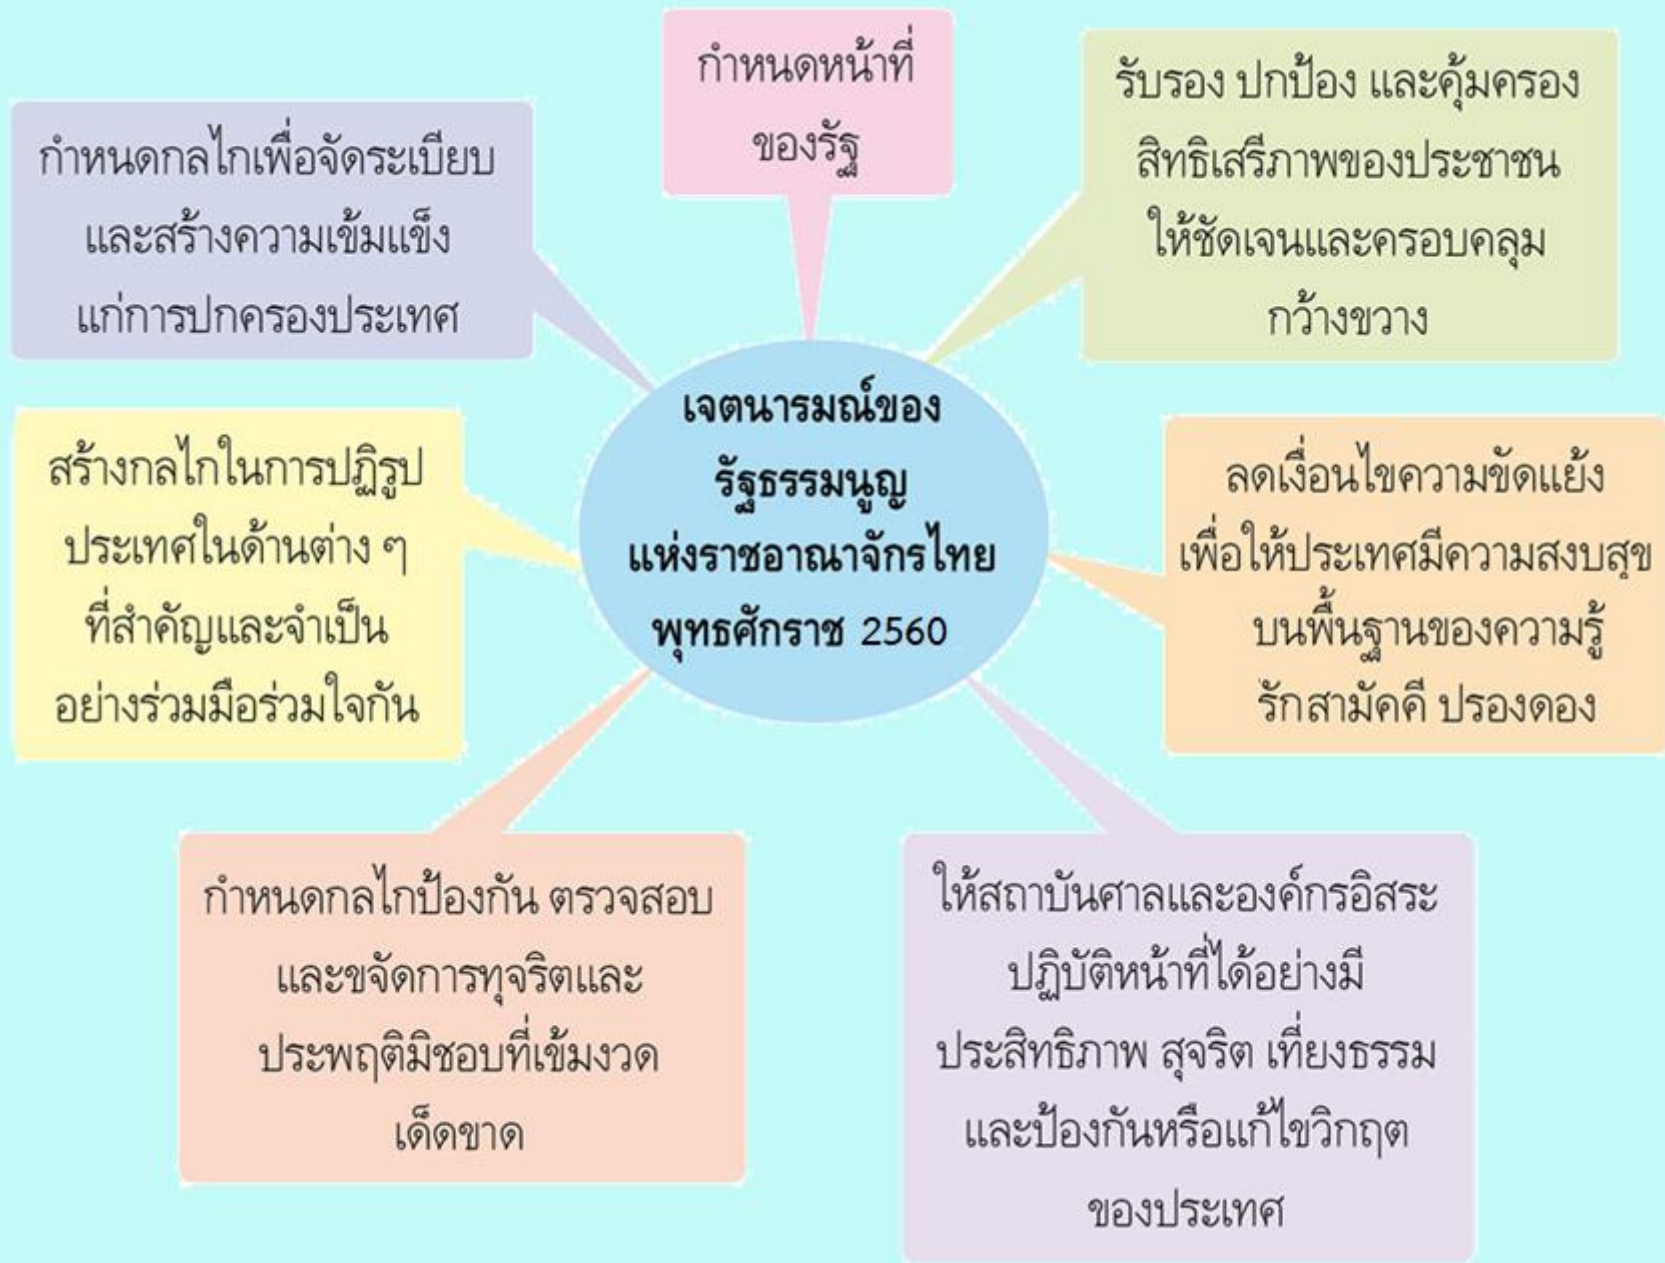 กำหนดหน้าที่
ของรัฐ
รับรอง ปกป้อง และคุ้มครอง
สิทธิเสรีภาพของประชาชน
ให้ชัดเจนและครอบคลุม
กว้างขวาง
กำหนดกลไกเพื่อจัดระเบียบ
และสร้างความเข้มแข็ง
แก่การปกครองประเทศ
เจตนารมณ์ของ
รัฐธรรมนูญ
แห่งราชอาณาจักรไทย
พุทธศักราช 2560
สร้างกลไกในการปฏิรูป
ประเทศในด้านต่าง ๆ
ที่สำคัญและจำเป็น
อย่างร่วมมือร่วมใจกัน
ลดเงื่อนไขความขัดแย้ง
เพื่อให้ประเทศมีความสงบสุข
บนพื้นฐานของความรู้
รักสามัคคี ปรองดอง
กำหนดกลไกป้องกัน ตรวจสอบ
และขจัดการทุจริตและ
ประพฤติมิชอบที่เข้มงวด
เด็ดขาด
ให้สถาบันศาลและองค์กรอิสระ
ปฏิบัติหน้าที่ได้อย่างมี
ประสิทธิภาพ สุจริต เที่ยงธรรม
และป้องกันหรือแก้ไขวิกฤต
ของประเทศ